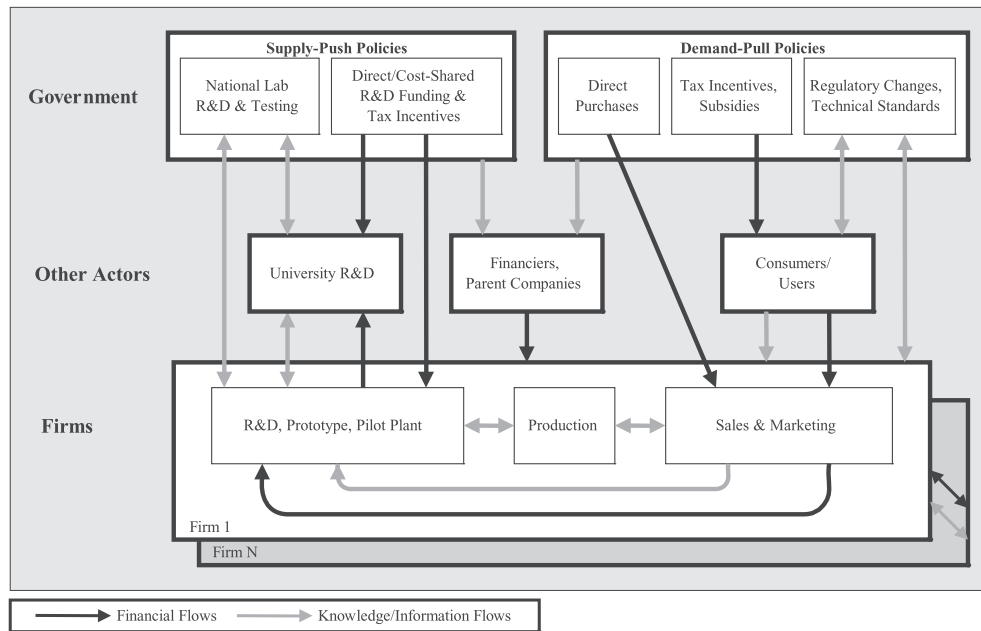 Supply-Push Policies
Demand-Pull Policies
Government
National Lab
R&D & Testing
Direct/Cost-Shared
R&D Funding &
Tax Incentives
Direct
Purchases
Tax Incentives,
Subsidies
Regulatory Changes,
Technical Standards
Other Actors
University R&D
Financiers,
Parent Companies
Consumers/
Users
Firms
R&D, Prototype, Pilot Plant
Production
Sales & Marketing
Firm 1
Firm N
Financial Flows
Knowledge/Information Flows